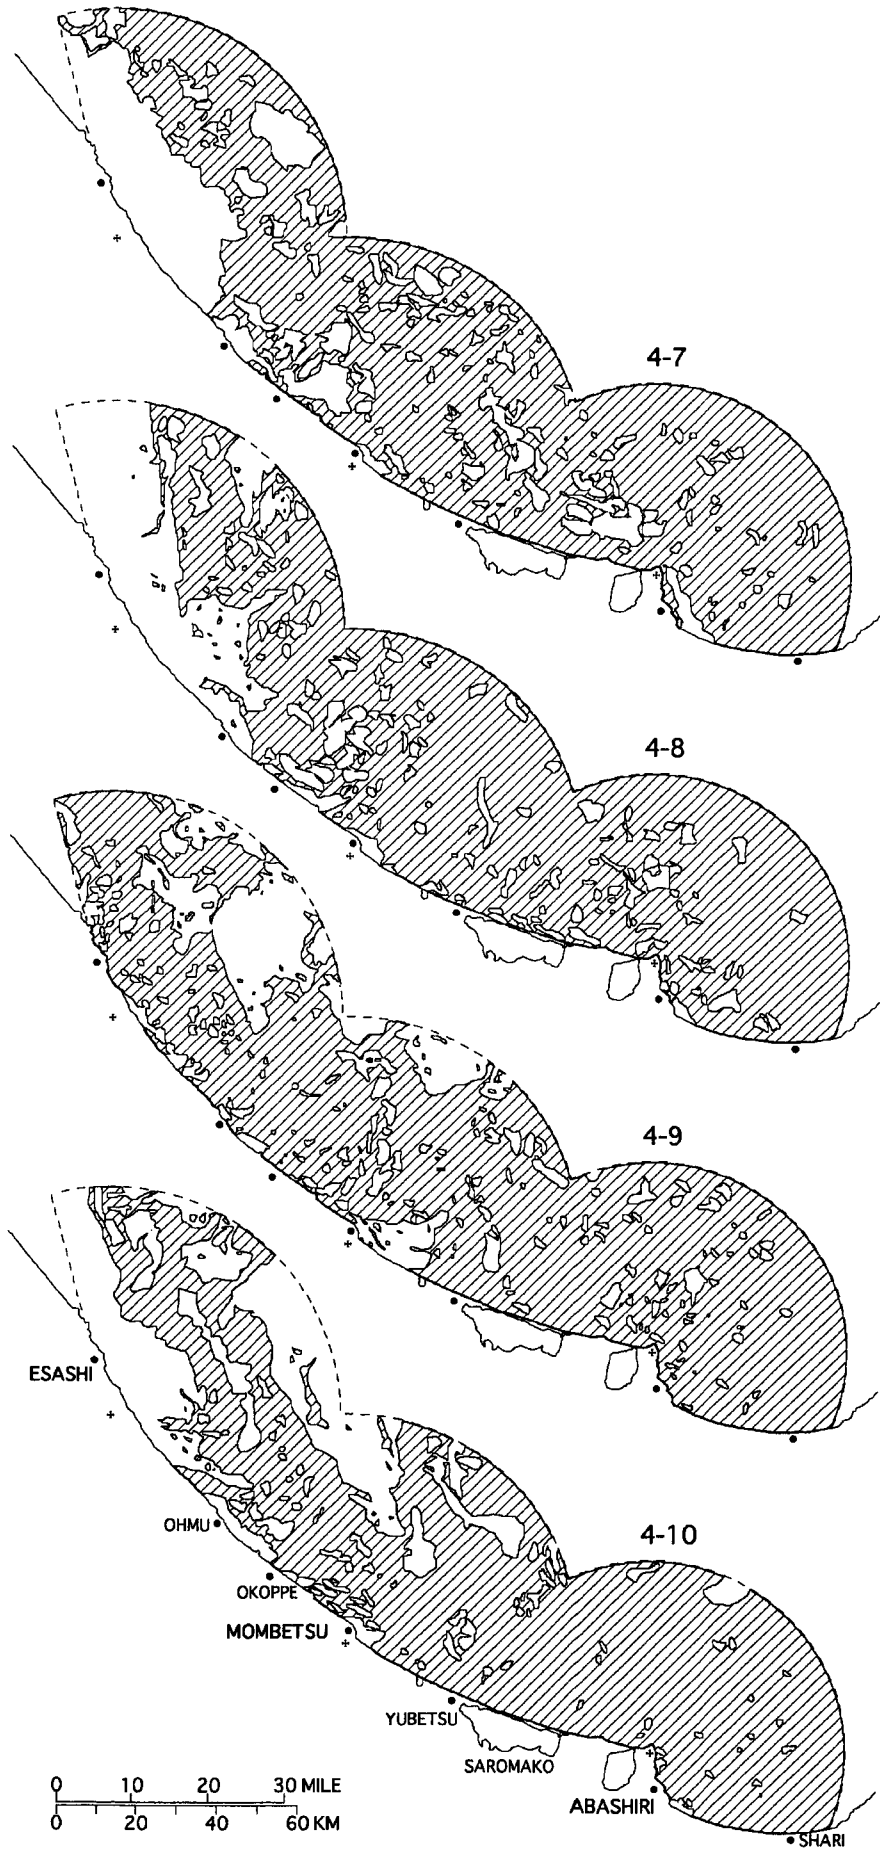 4-7
4-8
4-9
ESASHI
OHMU
4-10
OKOPPE
MOMBETSU
YUBETSU
SAROMAKO
0 10 20 30 MILE
0 20 40 60 KM
ABASHIRI
SHARI